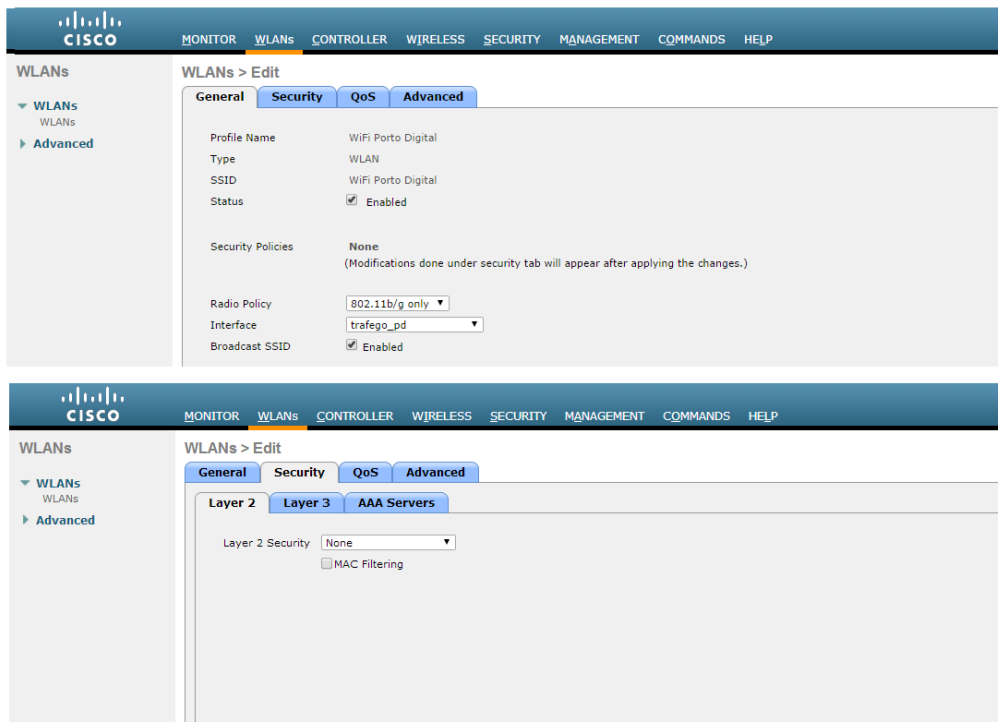 CISCO
MONITOR WLANs CONTROLLER WIRELESS SECURITY MANAGEMENT COMMANDS HELP
WLANs
WLANs > Edit
General Security QoS Advanced
WLANs
WLANs
Advanced
Profile Name WiFi Porto Digital
Type WLAN
SSID WiFi Porto Digital
Status Enabled
Security Policies None
(Modifications done under security tab will appear after applying the changes.)
Radio Policy 802.11b/g only
Interface trafego_pd
Broadcast SSID Enabled
CISCO
MONITOR WLANs CONTROLLER WIRELESS SECURITY MANAGEMENT COMMANDS HELP
WLANs
WLANs > Edit
General Security QoS Advanced
WLANs
WLANs
Advanced
Layer 2 Layer 3 AAA Servers
Layer 2 Security None
MAC Filtering